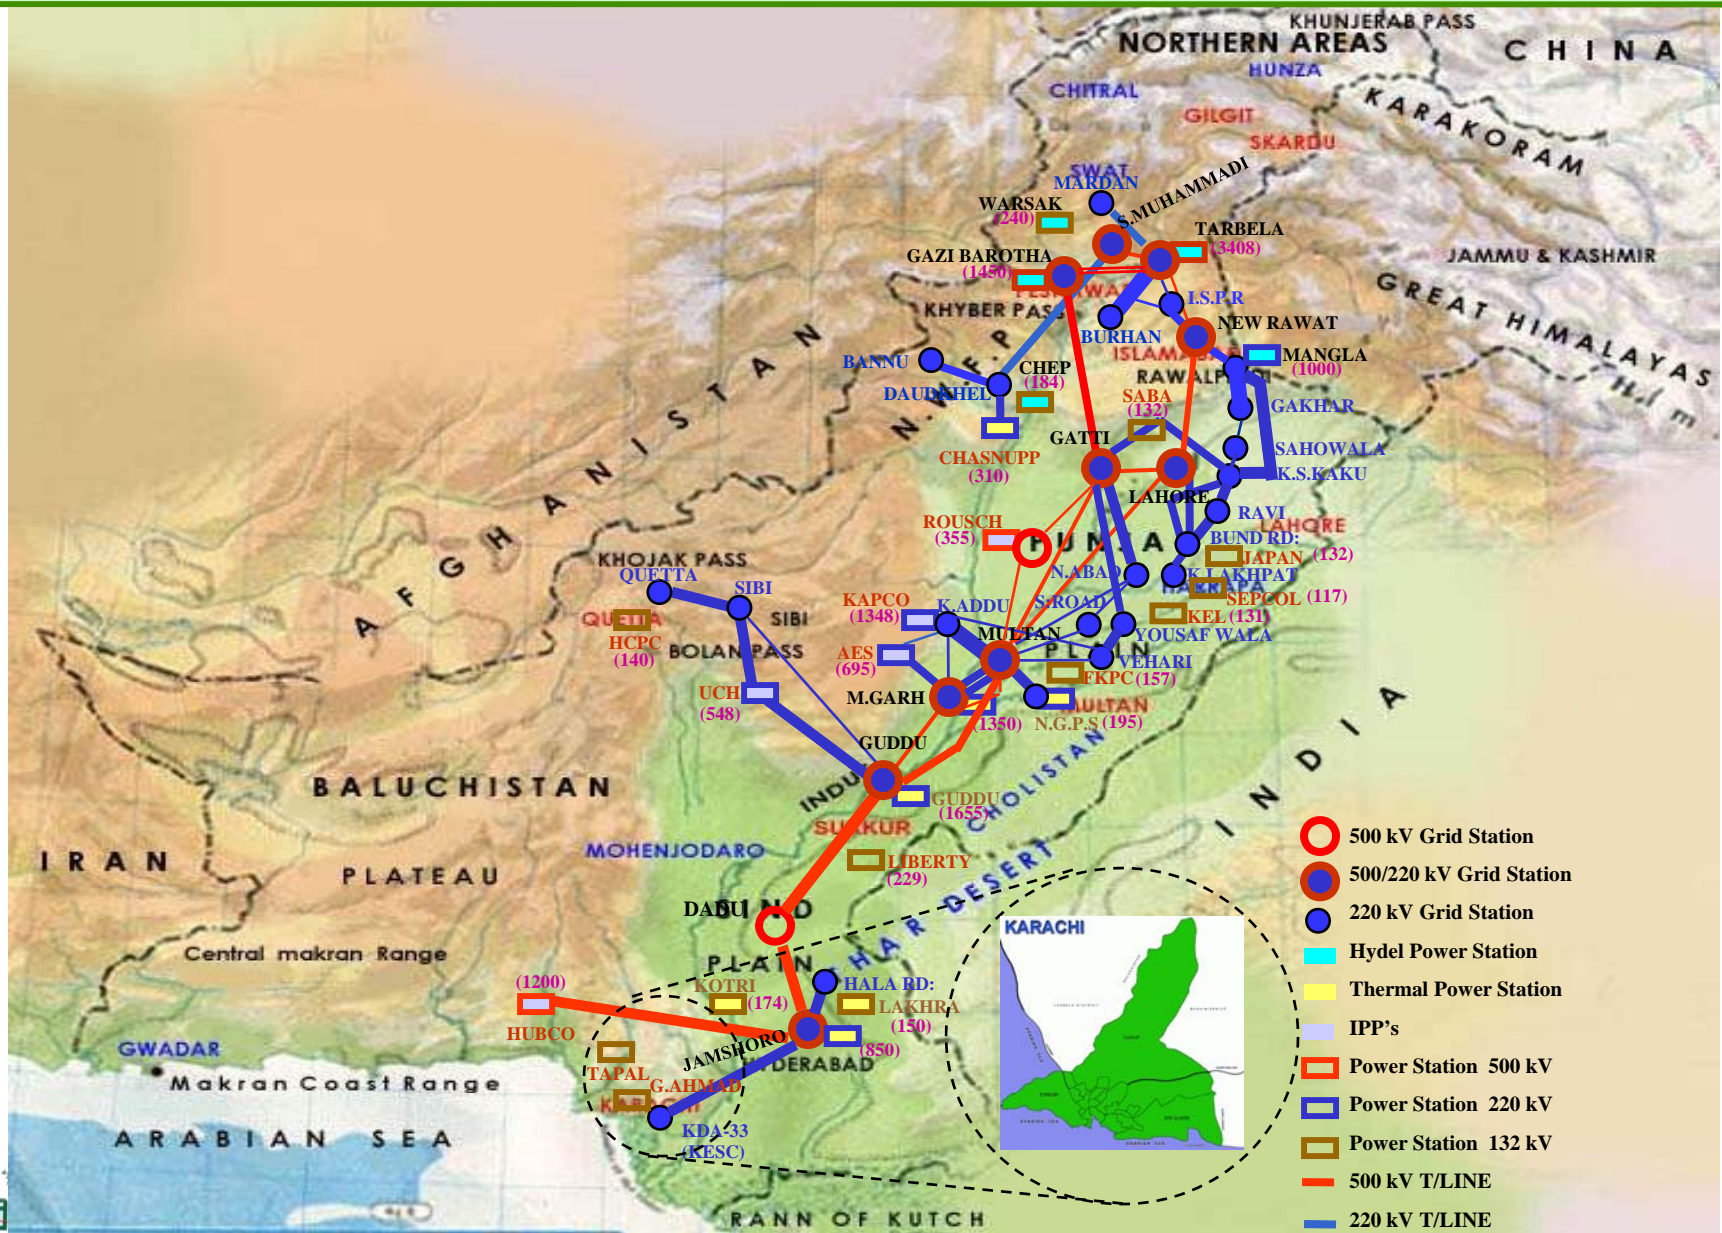 KHUNJERAB PASS
NORTHERN AREAS
CHINA
HUNZA
CHITRAL
KARAKORAM
GILGIT
SKARDU
SWAT
MARDAN
S.MUHAMMADI
WARSAK
(240)
TARBELA
(3408)
GAZI BAROTHA
(1450)
JAMMU & KASHMIR
GREAT HIMALAYAS
KHYBER PASS
I.S.P.R
BURHAN
NEW RAWAT
N.W.F.P
BANNU
MANGLA
(1000)
RAWALPINDI
CHEP
(184)
DAUDKHEL
SABA
(132)
GAKHAR
AFGHANISTAN
GATTI
CHASNUPP
(310)
SAHOWALA
K.S.KAKU
LAHORE
RAVI
LAHORE
ROUSCH
(355)
BUND RD:
(132)
JAPAN
KHOJAK PASS
QUETTA
SIBI
N.ABAD
K.LAKHPAT
SEPCOL (117)
KAPCO
(1348)
K.ADDU
S.ROAD
KEL (131)
QUETTA
SIBI
HCPC
(140)
BOLAN PASS
MULTAN
YOUSAF WALA
PLAIN
AES
(695)
VEHARI
FKPC (157)
UCH
(548)
M.GARH
(1350)
MULTAN
N.G.P.S (195)
GUDDU
INDUS
CHOLISTAN
INDIA
BALUCHISTAN
GUDDU
(1655)
SUKKUR
MOHENJODARO
LIBERTY
(229)
IRAN
PLATEAU
THAR DESERT
DADU
SIND
PLAIN
Central makran Range
KOTRI
(174)
HALA RD:
LAKHRA
(150)
(1200)
HUBCO
JAMSHORO
(850)
HYDERABAD
GWADAR
Makran Coast Range
TAPAL
G.AHMAD
KARACHI
KDA-33
(KESC)
ARABIAN SEA
RANN OF KUTCH
KARACHI
500 kV Grid Station
500/220 kV Grid Station
220 kV Grid Station
Hydel Power Station
Thermal Power Station
IPP's
Power Station 500 kV
Power Station 220 kV
Power Station 132 kV
500 kV T/LINE
220 kV T/LINE